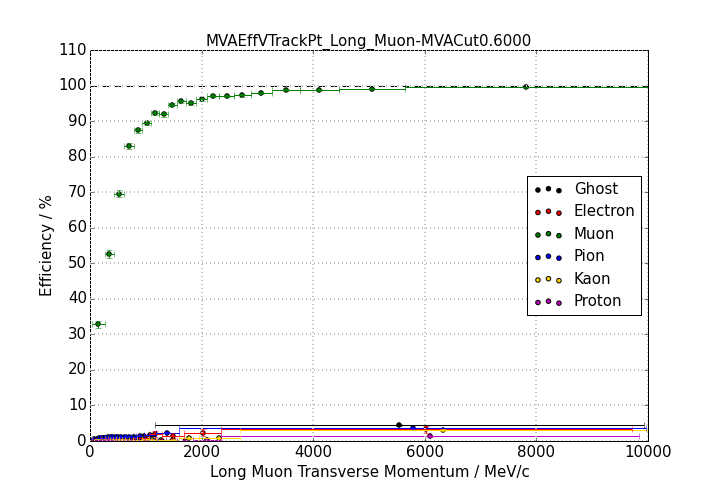 MVAEffVTrackPt_Long_Muon-MVACut0.6000
110
100
90
80
70
60
50
40
30
20
10
0
Efficiency / %
Ghost
Electron
Muon
Pion
Kaon
Proton
0 2000 4000 6000 8000 10000
Long Muon Transverse Momentum / MeV/c